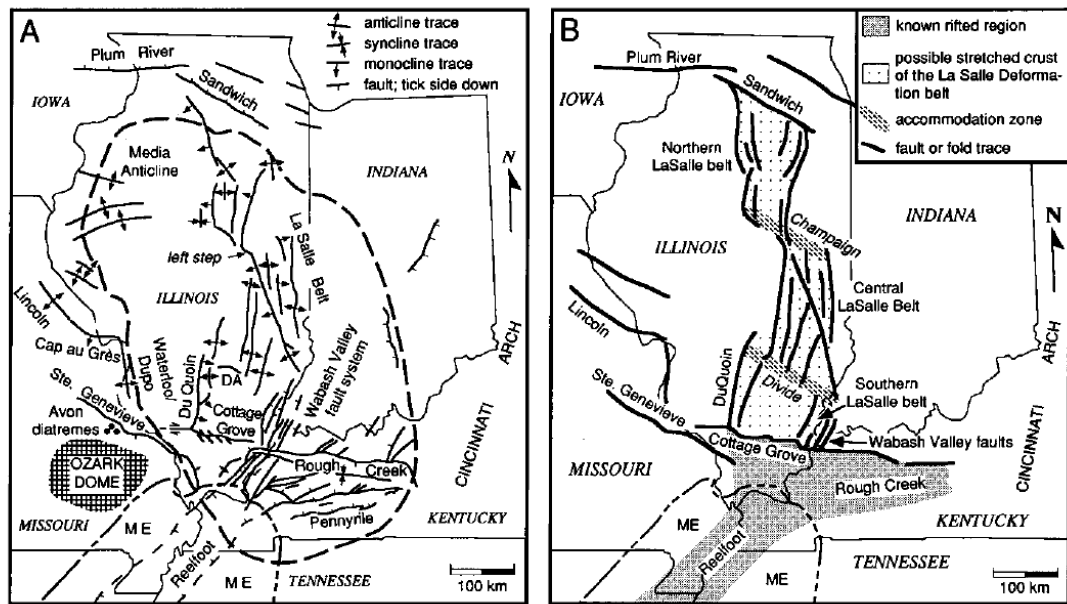 A
anticline trace
syncline trace
monocline trace
fault; tick side down
Plum River
Sandwich
IOWA
Media
Anticline
N
INDIANA
La Salle
Belt
left step
ILLINOIS
Lincoln
Cap au Grès
Waterloo/
Dupo
Du Quoin
DA
Wabash Valley
fault system
ARCH
Ste. Genevieve
Cottage
Grove
Avon
diatremes
OZARK
DOME
Rough Creek
CINCINNATI
MISSOURI
ME
Pennyrile
KENTUCKY
Reelfoot
ME
TENNESSEE
100 km
B
known rifted region
possible stretched crust
of the La Salle Deforma-
tion belt
accommodation zone
fault or fold trace
Plum River
Sandwich
IOWA
Northern
LaSalle belt
INDIANA
N
Champaign
ILLINOIS
Central
LaSalle Belt
Lincoln
ARCH
DuQuoin
Divide
Southern
LaSalle belt
Ste. Genevieve
Cottage Grove
Wabash Valley faults
CINCINNATI
MISSOURI
Rough Creek
ME
KENTUCKY
Reelfoot
ME
TENNESSEE
100 km